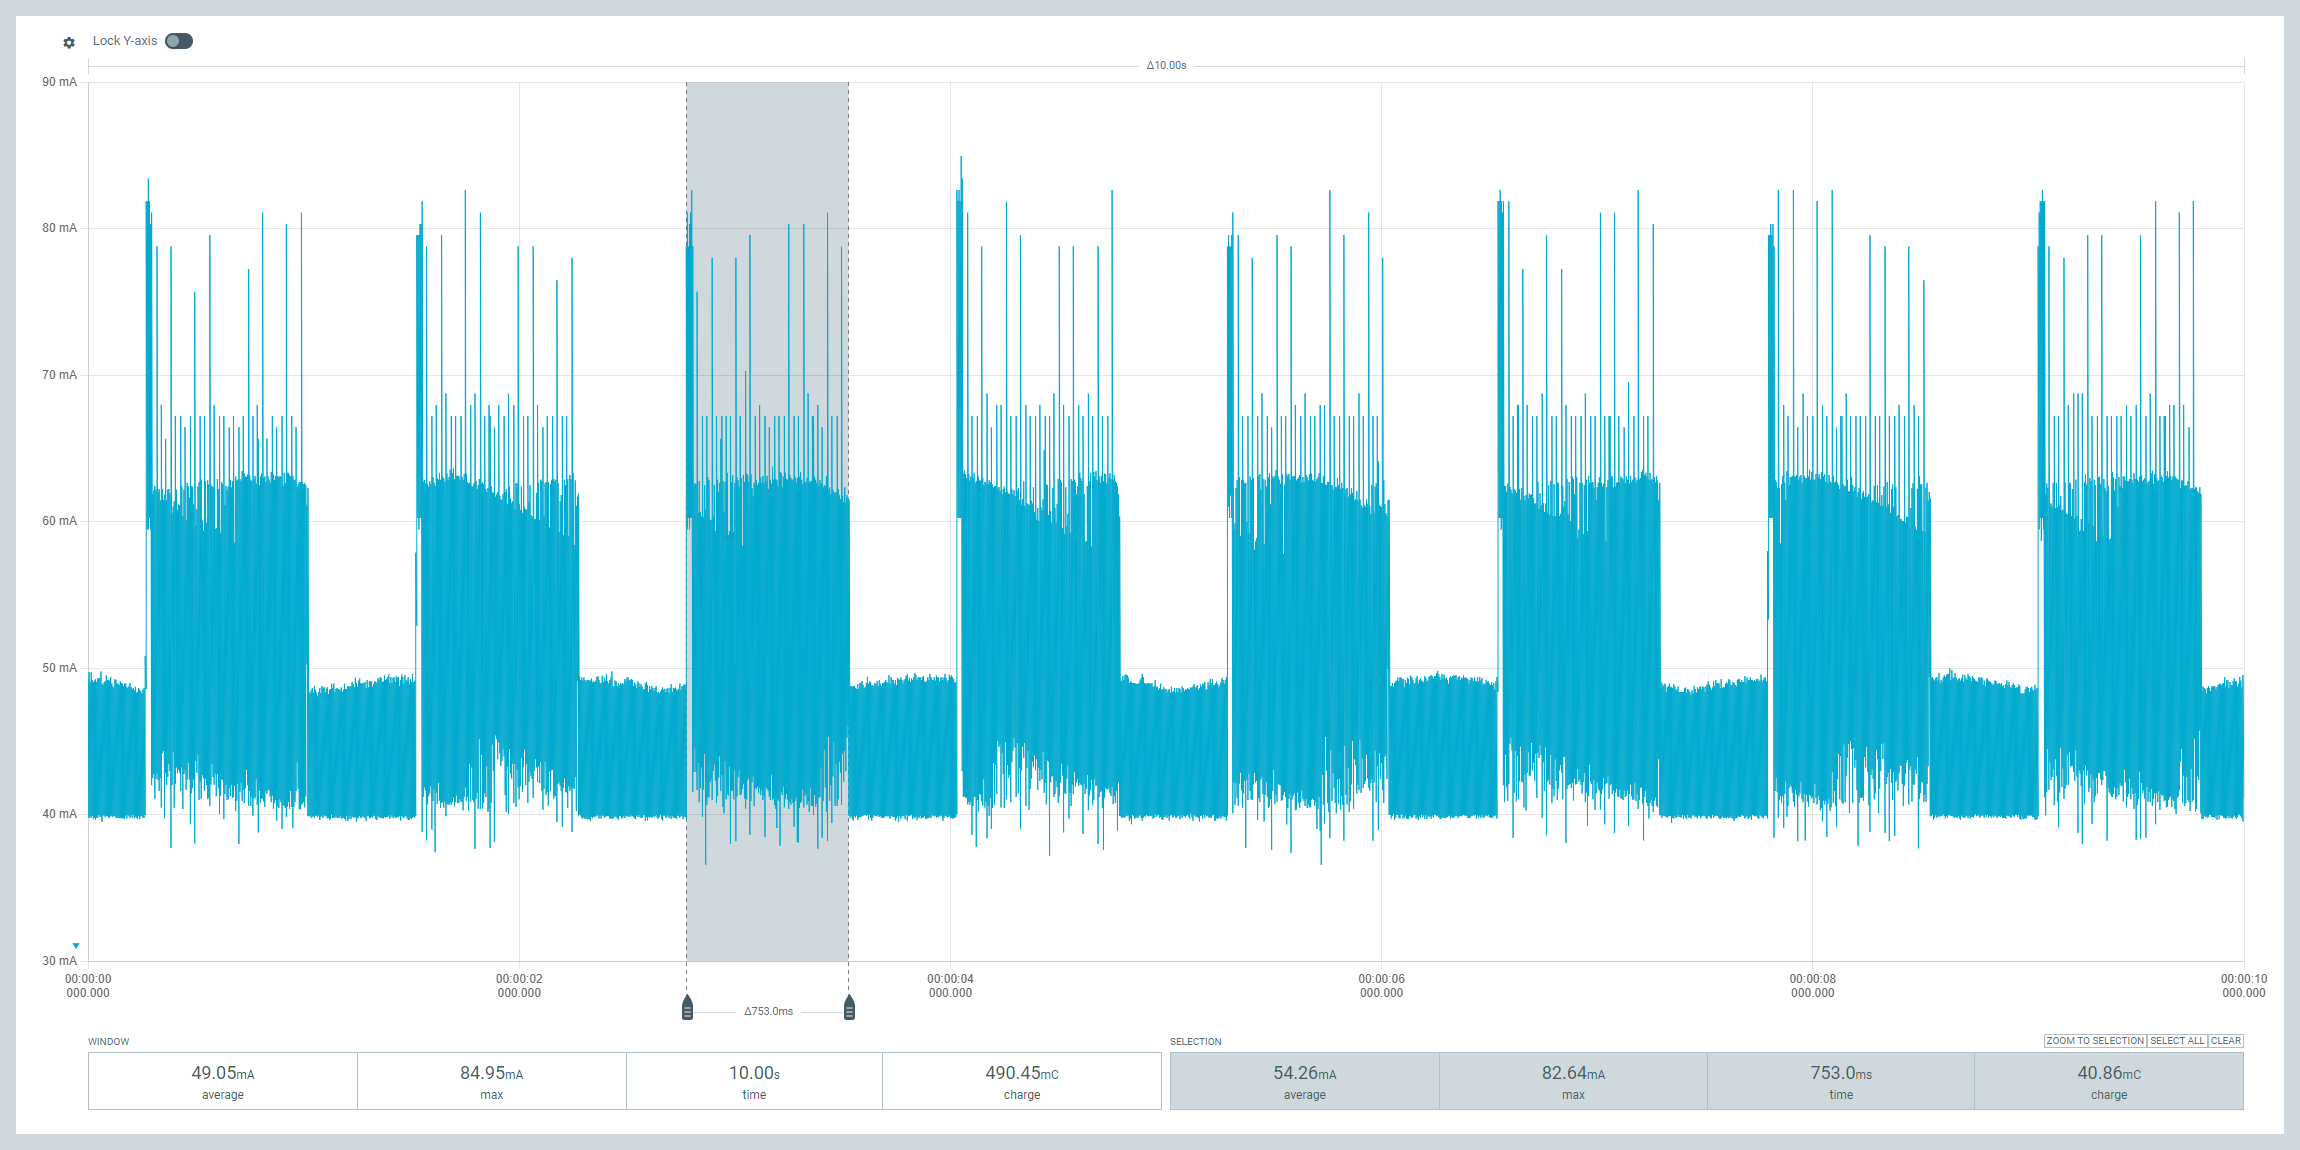 Lock Y-axis
Δ10.00s
90 mA
80 mA
70 mA
60 mA
50 mA
40 mA
30 mA
00:00:00 00:00:02 00:00:04 00:00:06 00:00:08 00:00:10
000.000 000.000 000.000 000.000 000.000 000.000
Δ753.0ms
WINDOW
49.05mA 84.95mA 10.00s 490.45mC
average max time charge
SELECTION
ZOOM TO SELECTION SELECT ALL CLEAR
54.26mA 82.64mA 753.0ms 40.86mC
average max time charge